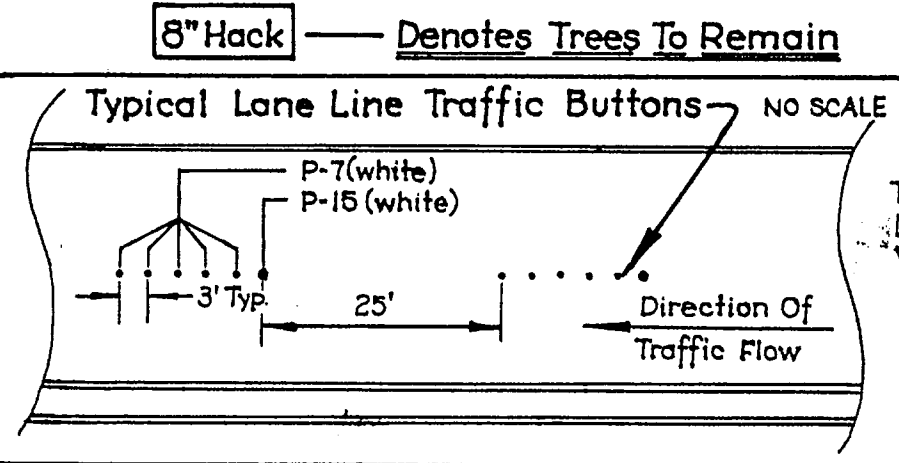 8" Hack — Denotes Trees To Remain
Typical Lane Line Traffic Buttons NO SCALE
P-7 (white)
P-15 (white)
3' Typ.
25'
Direction Of
Traffic Flow